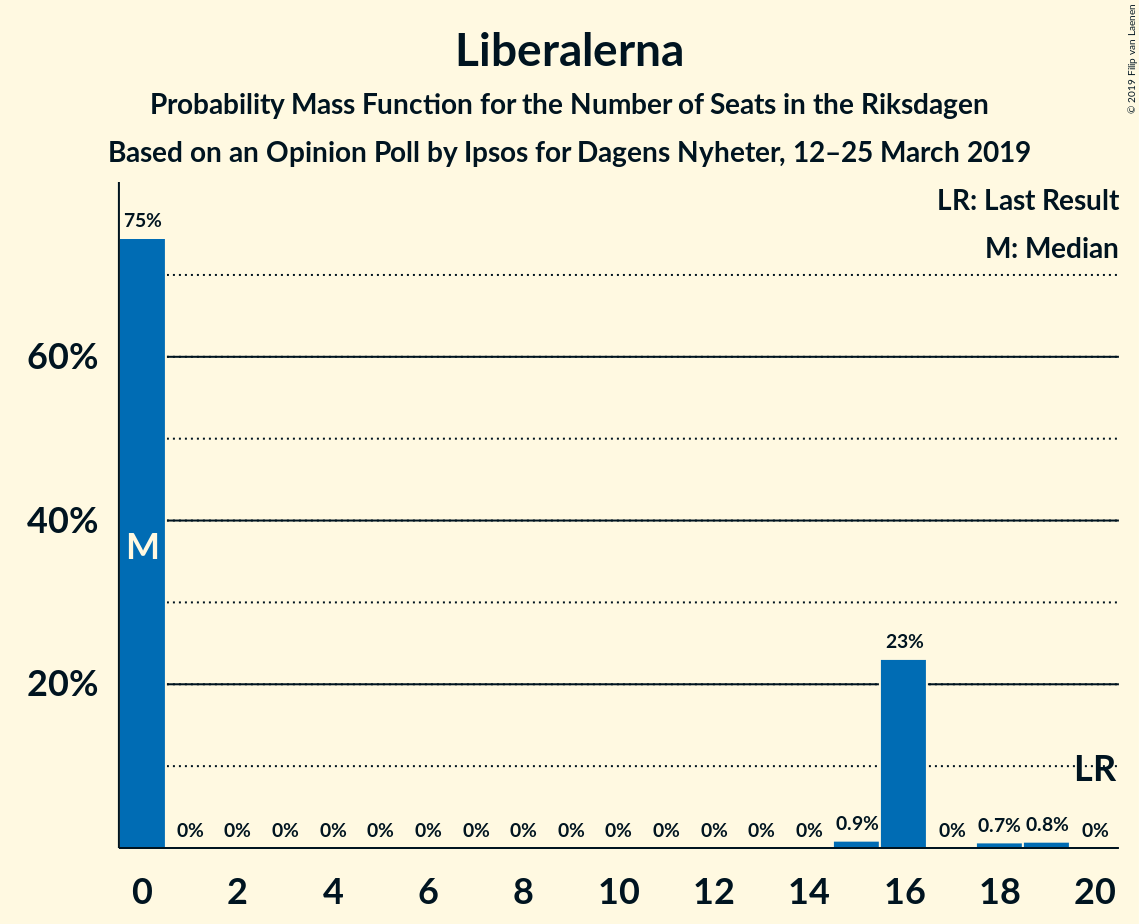 Liberalerna
Probability Mass Function for the Number of Seats in the Riksdagen
Based on an Opinion Poll by Ipsos for Dagens Nyheter, 12–25 March 2019
© 2019 Filip van Laenen
LR: Last Result
M: Median
75%
60%
40%
M
23%
20%
LR
0% 0% 0% 0% 0% 0% 0% 0% 0% 0% 0% 0% 0% 0% 0.9% 0% 0.7% 0.8% 0%
0 2 4 6 8 10 12 14 16 18 20